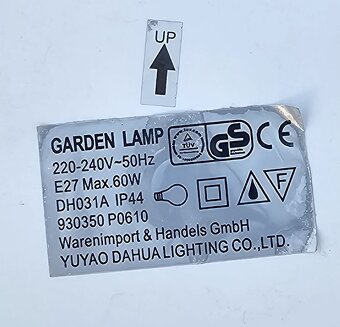 UP
GARDEN LAMP
220-240V~50Hz
E27 Max.60W
DH031A IP44
930350 P0610
Warenimport & Handels GmbH
YUYAO DAHUA LIGHTING CO.,LTD.
TÜV
GS
CE
F